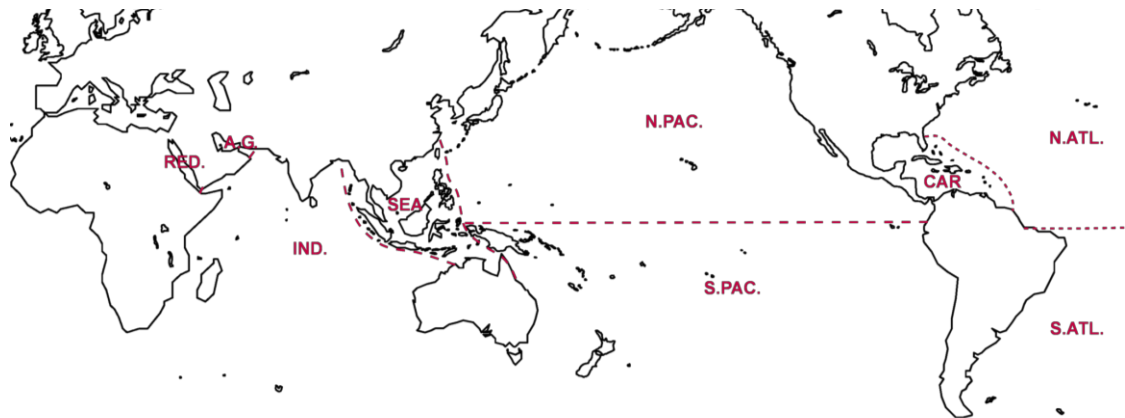 N.PAC.
N.ATL.
A.G.
RED.
CAR
SEA
IND.
S.PAC.
S.ATL.